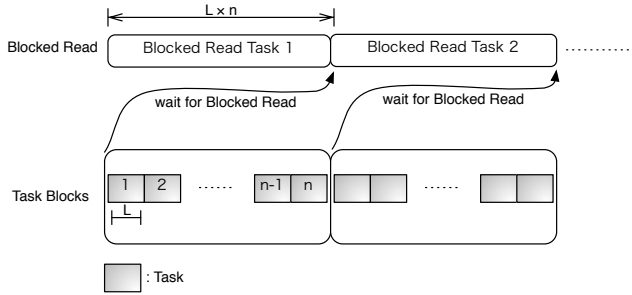 L × n
Blocked Read
Blocked Read Task 1
Blocked Read Task 2
wait for Blocked Read
wait for Blocked Read
Task Blocks
1 2 ...... n-1 n ......
L
: Task